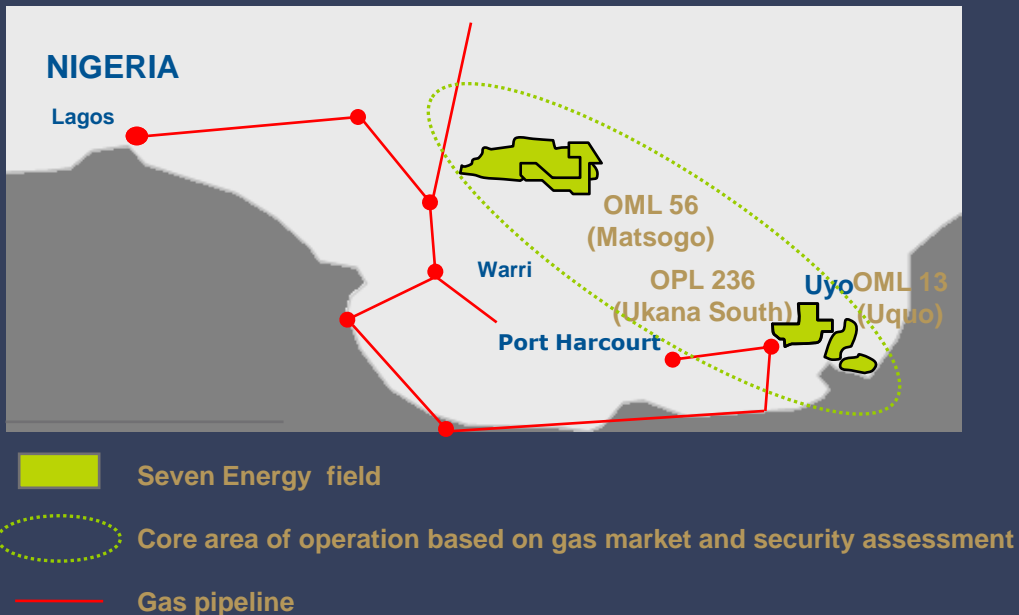 NIGERIA
Lagos
OML 56
(Matsogo)
Warri
OPL 236
(Ukana South)
Uyo
OML 13
(Uquo)
Port Harcourt
Seven Energy field
Core area of operation based on gas market and security assessment
Gas pipeline